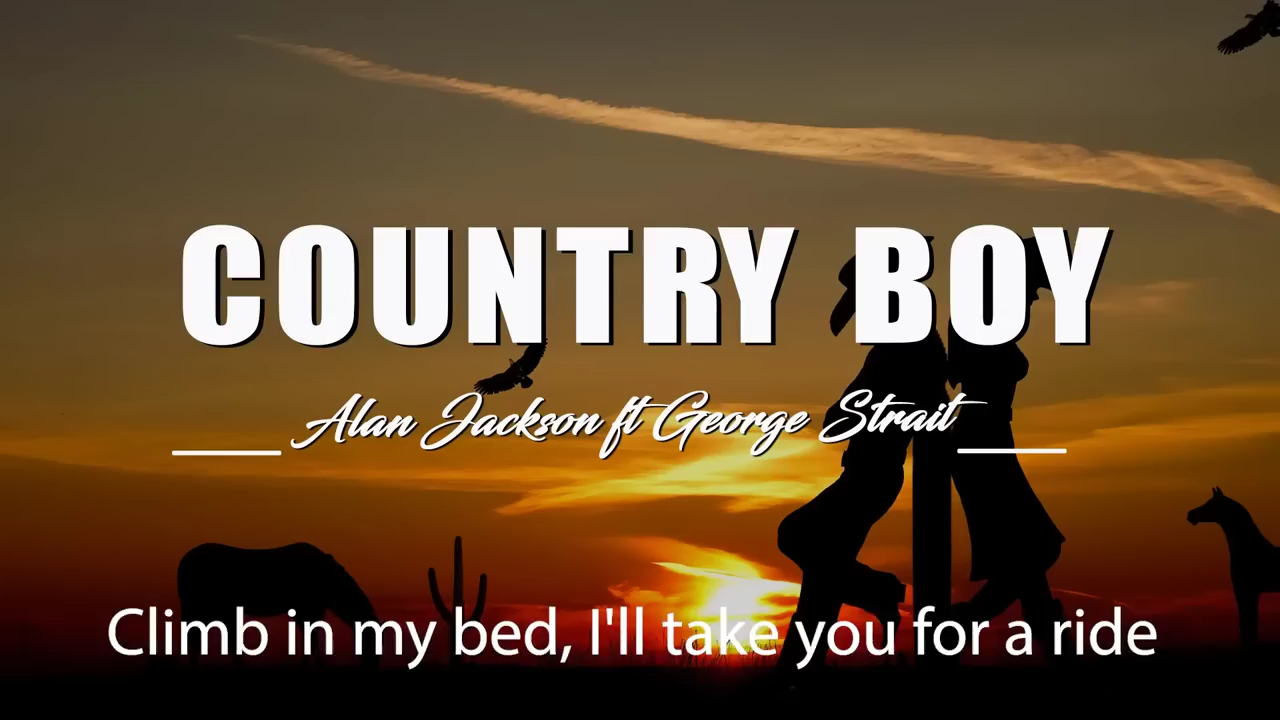 COUNTRY BOY
Alan Jackson ft George Strait
Climb in my bed, I'll take you for a ride